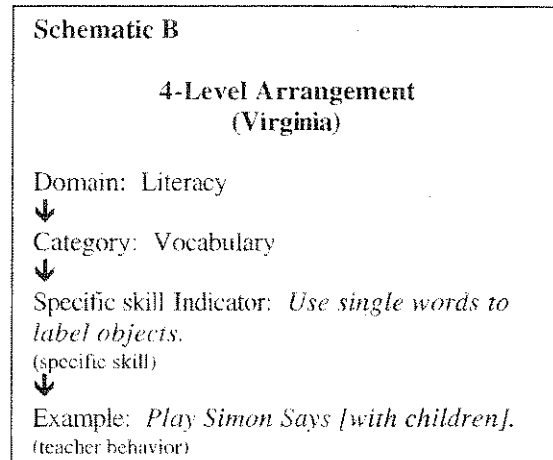 Schematic B
4-Level Arrangement
(Virginia)
Domain: Literacy
↓
Category: Vocabulary
↓
Specific skill Indicator: Use single words to
label objects.
(specific skill)
↓
Example: Play Simon Says [with children].
(teacher behavior)